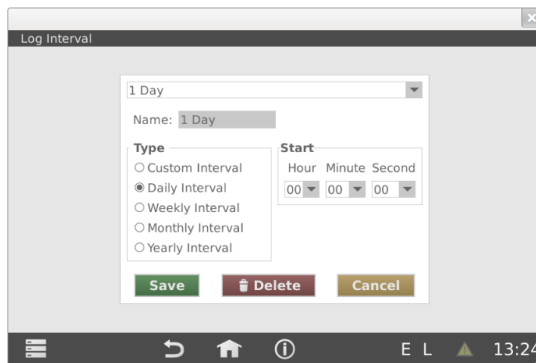 Log Interval
1 Day
Name: 1 Day
Type
Custom Interval
Daily Interval
Weekly Interval
Monthly Interval
Yearly Interval
Start
Hour Minute Second
00 00 00
Save Delete Cancel
E L 13:24